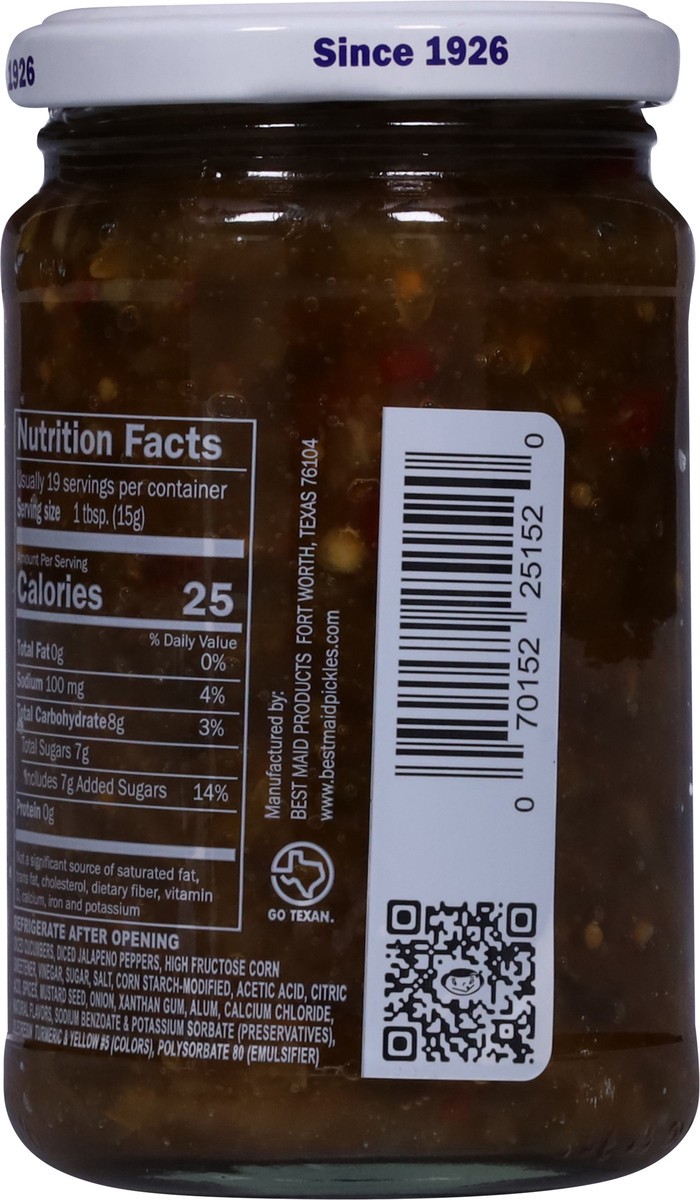 1926
Since 1926
Nutrition Facts
Usually 19 servings per container
Serving size 1 tbsp. (15g)
Amount Per Serving
Calories 25
% Daily Value
Total Fat 0g 0%
Sodium 100 mg 4%
Total Carbohydrate 8g 3%
Total Sugars 7g
Includes 7g Added Sugars 14%
Protein 0g
Not a significant source of saturated fat,
trans fat, cholesterol, dietary fiber, vitamin
D, calcium, iron and potassium
REFRIGERATE AFTER OPENING
CUCUMBERS, DICED JALAPENO PEPPERS, HIGH FRUCTOSE CORN
VINEGAR, SUGAR, SALT, CORN STARCH-MODIFIED, ACETIC ACID, CITRIC
MUSTARD SEED, ONION, XANTHAN GUM, ALUM, CALCIUM CHLORIDE,
FLAVORS, SODIUM BENZOATE & POTASSIUM SORBATE (PRESERVATIVES),
TURMERIC & YELLOW #5 (COLORS), POLYSORBATE 80 (EMULSIFIER)
Manufactured by:
BEST MAID PRODUCTS FORT WORTH, TEXAS 76104
www.bestmaidpickles.com
GO TEXAN.
0 70152 25152 0